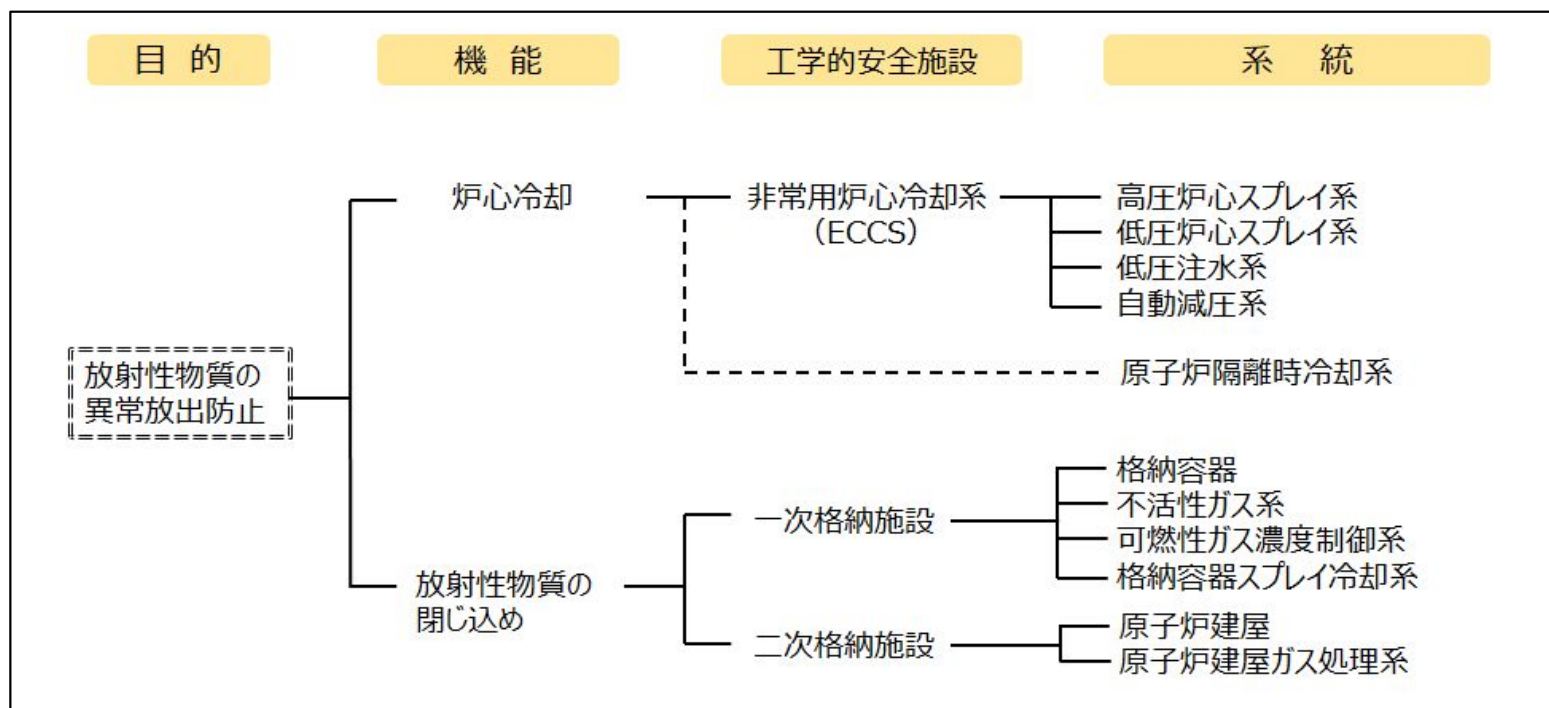 目 的
機 能
工学的安全施設
系 統
炉心冷却
非常用炉心冷却系
(ECCS)
高圧炉心スプレイ系
低圧炉心スプレイ系
低圧注水系
自動減圧系
原子炉隔離時冷却系
放射性物質の
異常放出防止
放射性物質の
閉じ込め
一次格納施設
格納容器
不活性ガス系
可燃性ガス濃度制御系
格納容器スプレイ冷却系
二次格納施設
原子炉建屋
原子炉建屋ガス処理系